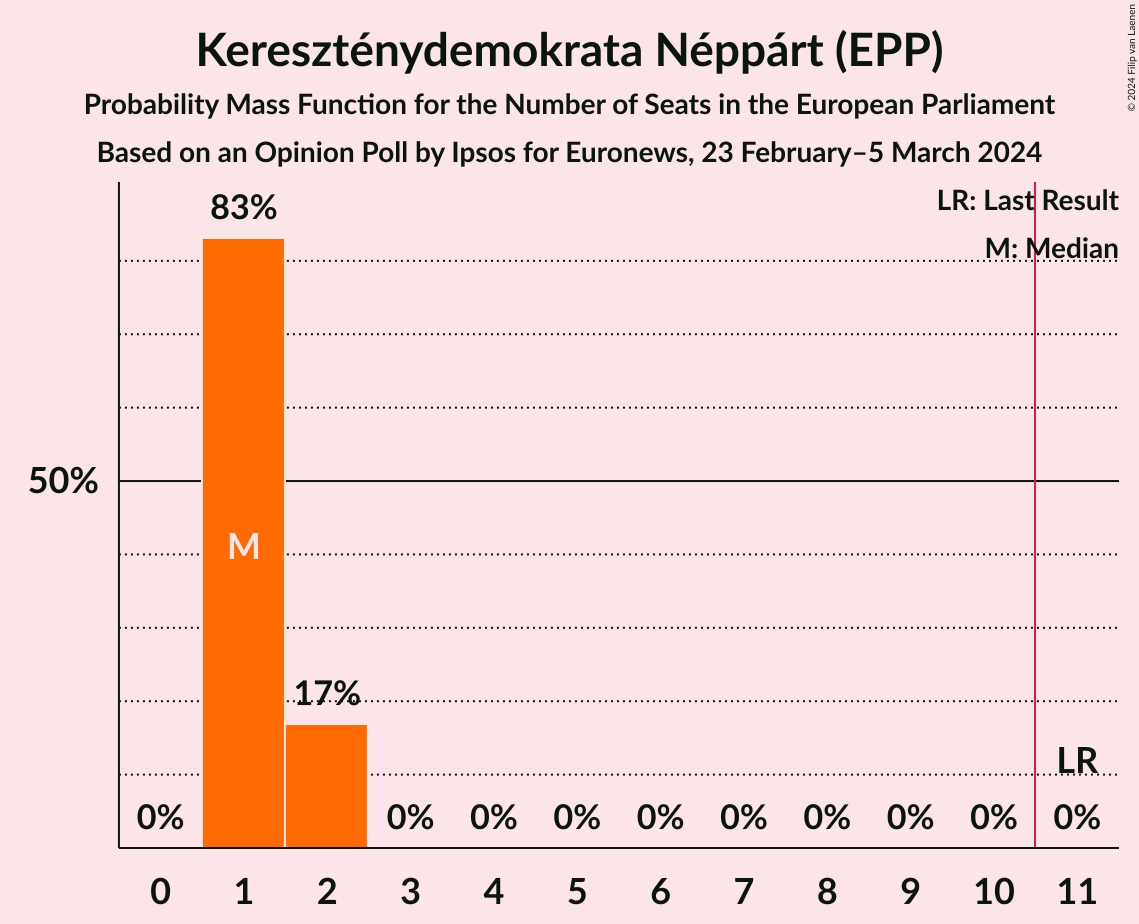 Kereszténydemokrata Néppárt (EPP)
Probability Mass Function for the Number of Seats in the European Parliament
Based on an Opinion Poll by Ipsos for Euronews, 23 February–5 March 2024
© 2024 Filip van Laenen
LR: Last Result
M: Median
83%
50%
M
17%
LR
0% 0% 0% 0% 0% 0% 0% 0% 0% 0%
0 1 2 3 4 5 6 7 8 9 10 11